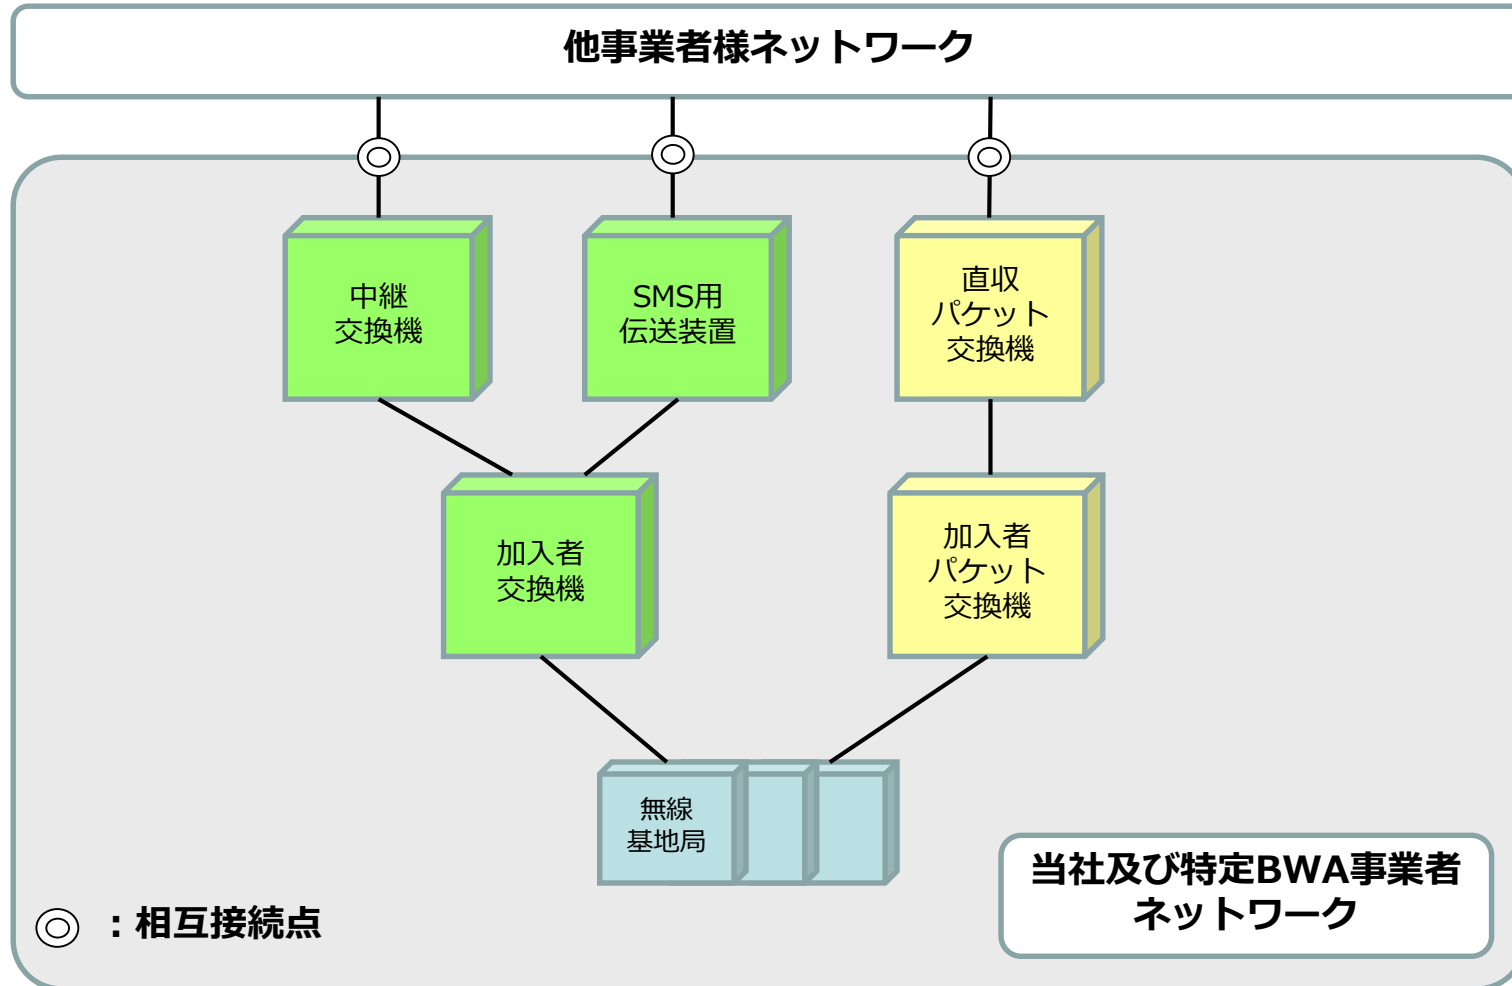 他事業者様ネットワーク
中継
交換機
SMS用
伝送装置
直収
パケット
交換機
加入者
交換機
加入者
パケット
交換機
無線
基地局
当社及び特定BWA事業者
ネットワーク
：相互接続点